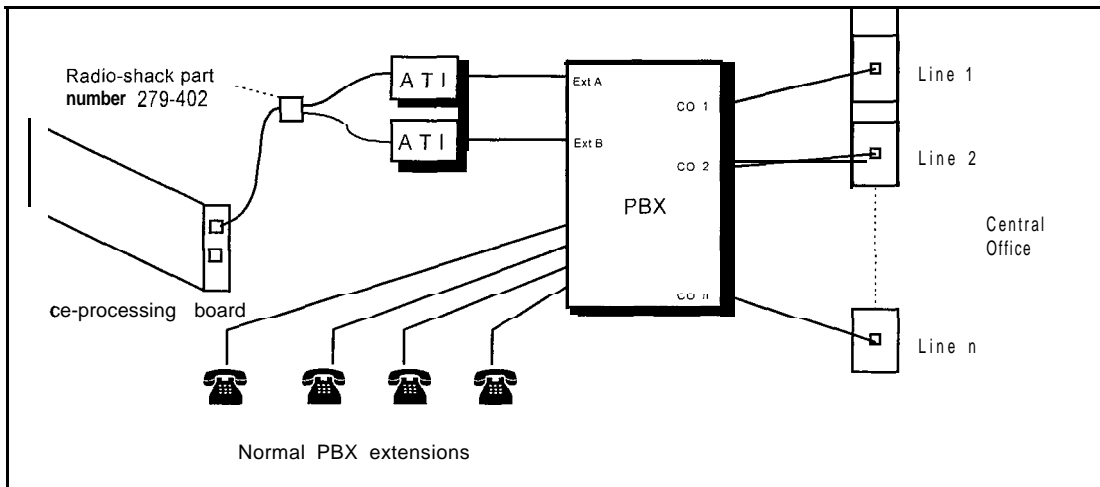 Radio-shack part
number 279-402
ATI
ATI
Ext A
Ext B
CO 1
CO 2
PBX
CO n
Line 1
Line 2
Central
Office
Line n
ce-processing board
Normal PBX extensions